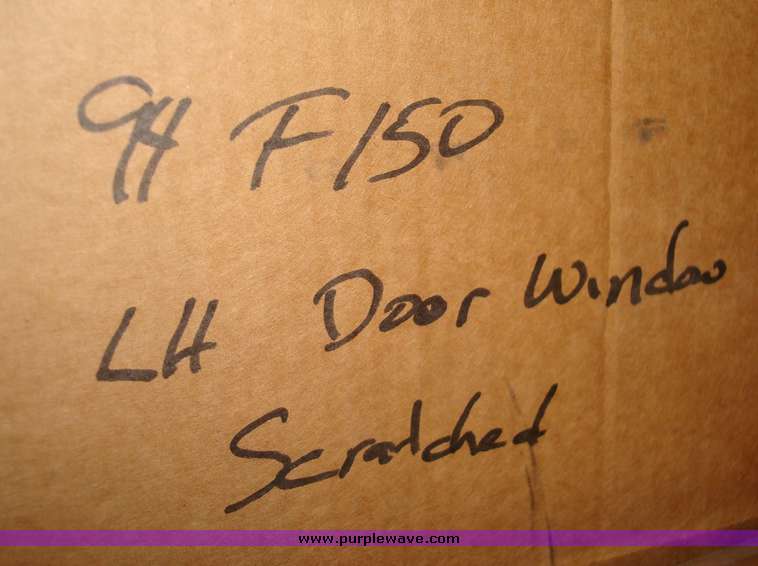 94 F150
LH Door Window
Scratched
www.purplewave.com